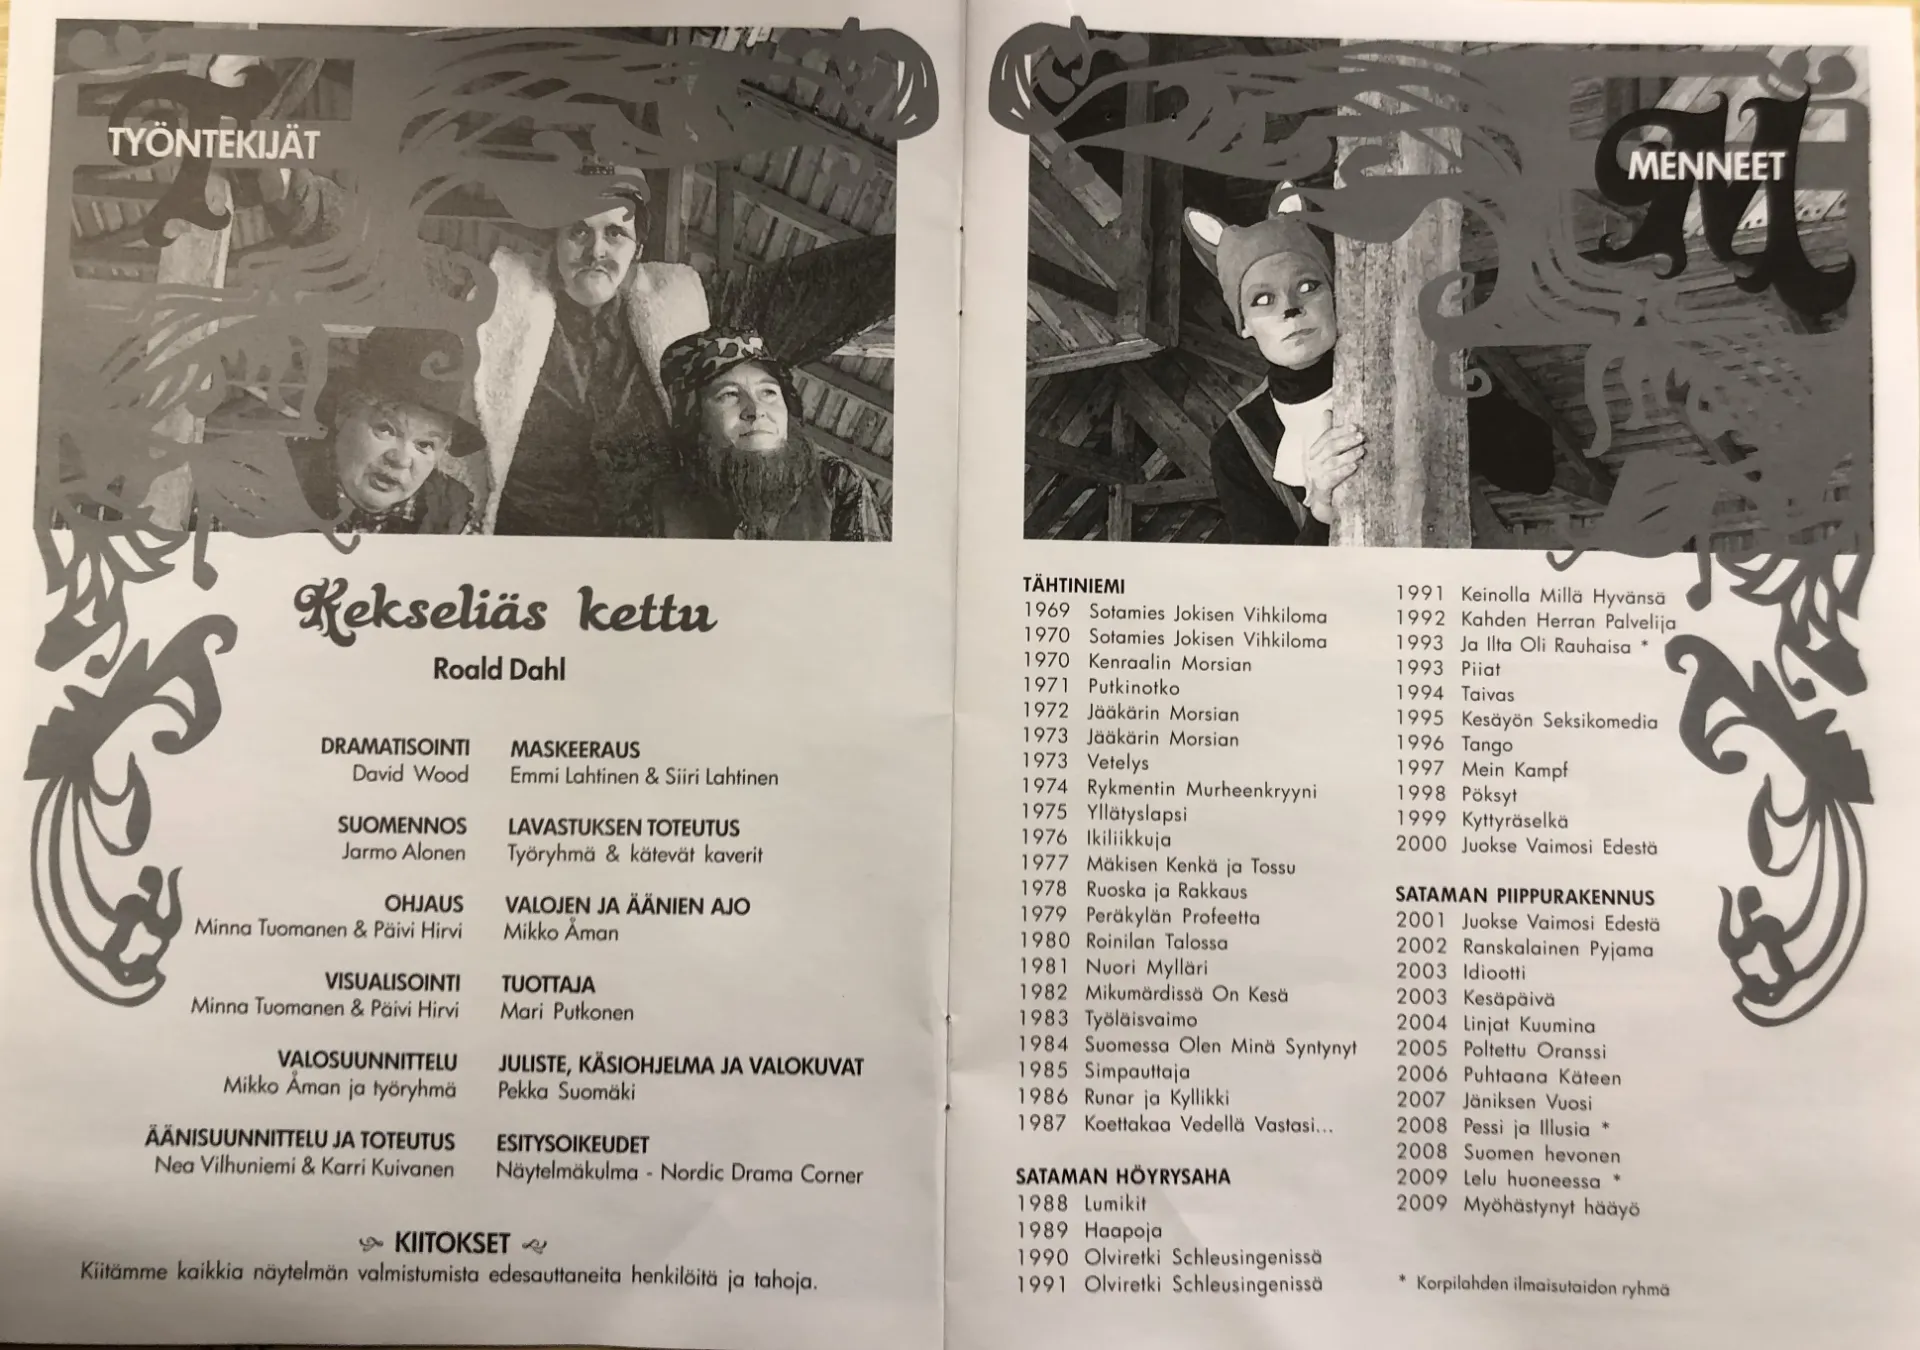 TYÖNTEKIJÄT
Kekseliäs kettu
Roald Dahl
DRAMATISOINTI
David Wood
SUOMENNOS
Jarmo Alonen
OHJAUS
Minna Tuomanen & Päivi Hirvi
VISUALISOINTI
Minna Tuomanen & Päivi Hirvi
VALOSUUNNITTELU
Mikko Åman ja työryhmä
ÄÄNISUUNNITTELU JA TOTEUTUS
Nea Vilhuniemi & Karri Kuivanen
MASKEERAUS
Emmi Lahtinen & Siiri Lahtinen
LAVASTUKSEN TOTEUTUS
Työryhmä & kätevät kaverit
VALOJEN JA ÄÄNIEN AJO
Mikko Åman
TUOTTAJA
Mari Putkonen
JULISTE, KÄSIOHJELMA JA VALOKUVAT
Pekka Suomäki
ESITYSOIKEUDET
Näytelmäkulma - Nordic Drama Corner
KIITOKSET
Kiitämme kaikkia näytelmän valmistumista edesauttaneita henkilöitä ja tahoja.
M
MENNEET
TÄHTINIEMI
1969 Sotamies Jokisen Vihkiloma
1970 Sotamies Jokisen Vihkiloma
1970 Kenraalin Morsian
1971 Putkinotko
1972 Jääkärin Morsian
1973 Jääkärin Morsian
1973 Vetelys
1974 Rykmentin Murheenkryyni
1975 Yllätyslapsi
1976 Ikiliikkuja
1977 Mäkisen Kenkä ja Tossu
1978 Ruoska ja Rakkaus
1979 Peräkylän Profeetta
1980 Roinilan Talossa
1981 Nuori Mylläri
1982 Mikumärdissä On Kesä
1983 Työläisvaimo
1984 Suomessa Olen Minä Syntynyt
1985 Simpauttaja
1986 Runar ja Kyllikki
1987 Koettakaa Vedellä Vastasi...
SATAMAN HÖYRYSAHA
1988 Lumikit
1989 Haapoja
1990 Olviretki Schleusingenissä
1991 Olviretki Schleusingenissä
1991 Keinolla Millä Hyvänsä
1992 Kahden Herran Palvelija
1993 Ja Ilta Oli Rauhaisa *
1993 Piiat
1994 Taivas
1995 Kesäyön Seksikomedia
1996 Tango
1997 Mein Kampf
1998 Pöksyt
1999 Kyttyräselkä
2000 Juokse Vaimosi Edestä
SATAMAN PIIPPURAKENNUS
2001 Juokse Vaimosi Edestä
2002 Ranskalainen Pyjama
2003 Idiootti
2003 Kesäpäivä
2004 Linjat Kuumina
2005 Poltettu Oranssi
2006 Puhtaana Käteen
2007 Jäniksen Vuosi
2008 Pessi ja Illusia *
2008 Suomen hevonen
2009 Lelu huoneessa *
2009 Myöhästynyt hääyö
* Korpilahden ilmaisutaidon ryhmä